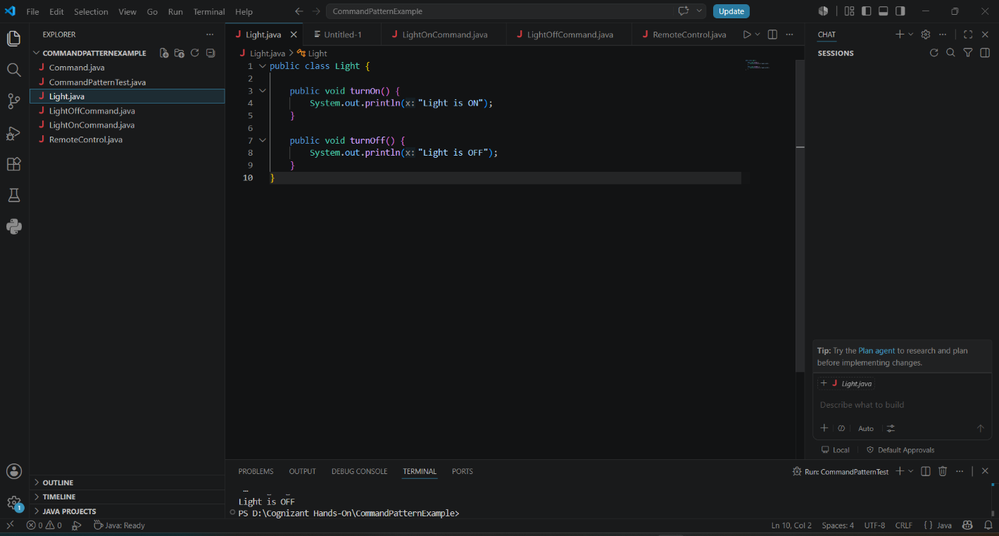 File Edit Selection View Go Run Terminal Help
CommandPatternExample
Update
EXPLORER
COMMANDPATTERNEXAMPLE
Command.java
CommandPatternTest.java
Light.java
LightOffCommand.java
LightOnCommand.java
RemoteControl.java
OUTLINE
TIMELINE
JAVA PROJECTS
Light.java Untitled-1 LightOnCommand.java LightOffCommand.java RemoteControl.java
Light.java > Light
1 public class Light {
2
3 public void turnOn() {
4 System.out.println(x: "Light is ON");
5 }
6
7 public void turnOff() {
8 System.out.println(x: "Light is OFF");
9 }
10 }
CHAT
SESSIONS
Tip: Try the Plan agent to research and plan
before implementing changes.
Light.java
Describe what to build
Auto
Local Default Approvals
PROBLEMS OUTPUT DEBUG CONSOLE TERMINAL PORTS
Run: CommandPatternTest
Light is OFF
PS D:\Cognizant Hands-On\CommandPatternExample>
1
0 0 Java: Ready
Ln 10, Col 2 Spaces: 4 UTF-8 CRLF { } Java